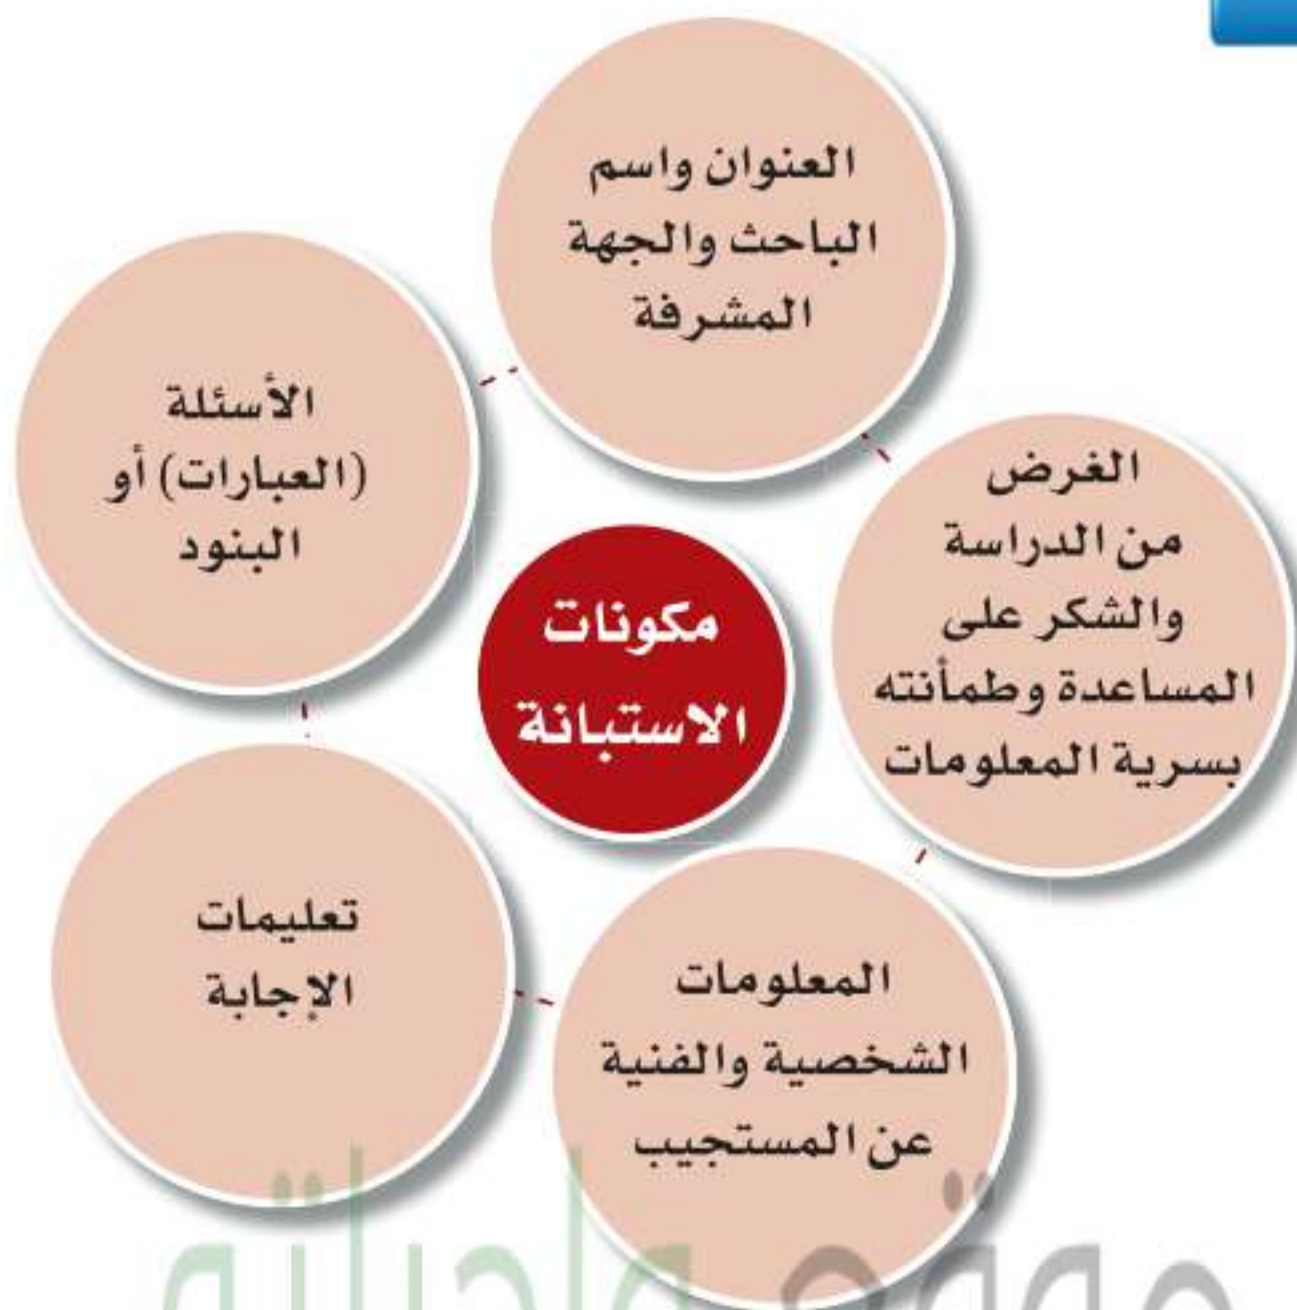 العنوان واسم
الباحث والجهة
المشرفة
الغرض
من الدراسة
والشكر على
المساعدة وطمأنته
بسرية المعلومات
المعلومات
الشخصية والفنية
عن المستجيب
تعليمات
الإجابة
الأسئلة
(العبارات) أو
البنود
مكونات
الاستبانة